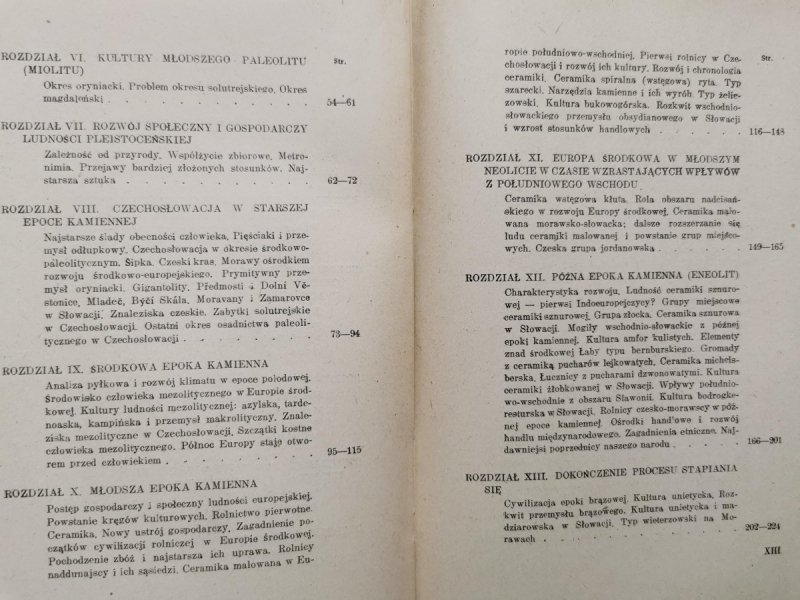 ROZDZIAŁ VI. KULTURY MŁODSZEGO PALEOLITU Str.
(MIOLITU)
Okres oryniacki. Problem okresu solutrejskiego. Okres
magdaleński . . . . . . . . . . 54—61
ROZDZIAŁ VII. ROZWÓJ SPOŁECZNY I GOSPODARCZY
LUDNOŚCI PLEISTOCEŃSKIEJ
Zależność od przyrody. Współżycie zbiorowe. Metro-
nimia. Przejawy bardziej złożonych stosunków. Naj-
starsza sztuka . . . . . . . . . . 62—72
ROZDZIAŁ VIII. CZECHOSŁOWACJA W STARSZEJ
EPOCE KAMIENNEJ
Najstarsze ślady obecności człowieka. Pięściaki i prze-
mysł odłupkowy. Czechosłowacja w okresie środkowo-
paleolitycznym. Šipka. Czeski kras. Morawy ośrodkiem
rozwoju środkowo-europejskiego. Prymitywny prze-
mysł oryniacki. Gigantolity. Předmosti i Dolní Vě-
stonice, Mladeč, Býčí Skála. Moravany i Zamarovce
w Słowacji. Znaleziska czeskie. Zabytki solutrejskie
w Czechosłowacji. Ostatni okres osadnictwa paleoli-
tycznego w Czechosłowacji . . . . . . . 73—94
ROZDZIAŁ IX. ŚRODKOWA EPOKA KAMIENNA
Analiza pyłkowa i rozwój klimatu w epoce polodowej.
Środowisko człowieka mezolitycznego w Europie środ-
kowej. Kultury ludności mezolitycznej: azylska, tarde-
noaska, kampińska i przemysł makrolityczny. Znale-
ziska mezolityczne w Czechosłowacji. Szczątki kostne
człowieka mezolitycznego. Północ Europy staje otwo-
rem przed człowiekiem . . . . . . . . 95—115
ROZDZIAŁ X. MŁODSZA EPOKA KAMIENNA
Postęp gospodarczy i społeczny ludności europejskiej.
Powstanie kręgów kulturowych. Rolnictwo pierwotne.
Ceramika. Nowy ustrój gospodarczy. Zagadnienie po-
czątków cywilizacji rolniczej w Europie środkowej.
Pochodzenie zbóż i najstarsza ich uprawa. Rolnicy
naddunajscy i ich sąsiedzi. Ceramika malowana w Eu-
ropie południowo-wschodniej. Pierwsi rolnicy w Cze- Str.
chosłowacji i rozwój ich kultury. Rozwój i chronologia
ceramiki. Ceramika spiralna (wstęgowa) ryta. Typ
szarecki. Narzędzia kamienne i ich wyrób. Typ żelie-
zowski. Kultura bukowogórska. Rozkwit wschodnio-
słowackiego przemysłu obsydianowego w Słowacji
i wzrost stosunków handlowych . . . . . 116—148
ROZDZIAŁ XI. EUROPA ŚRODKOWA W MŁODSZYM
NEOLICIE W CZASIE WZRASTAJĄCYCH WPŁYWÓW
Z POŁUDNIOWEGO WSCHODU
Ceramika wstęgowa kłuta. Rola obszaru nadcisań-
skiego w rozwoju Europy środkowej. Ceramika malo-
wana morawsko-słowacka; dalsze rozszerzanie się
ludu ceramiki malowanej i powstanie grup miejsco-
wych. Czeska grupa jordanowska . . . . . 149—165
ROZDZIAŁ XII. PÓŹNA EPOKA KAMIENNA (ENEOLIT)
Charakterystyka rozwoju. Ludność ceramiki sznuro-
wej — pierwsi Indoeuropejczycy? Grupy miejscowe
ceramiki sznurowej. Grupa złocka. Ceramika sznurowa
w Słowacji. Mogiły wschodnio-słowackie z późnej
epoki kamiennej. Kultura amfor kulistych. Elementy
znad środkowej Łaby typu bernburskiego. Gromady
z ceramiką pucharów lejkowatych. Ceramika michels-
berska. Łucznicy z pucharami dzwonowatymi. Kultura
ceramiki żłobkowanej w Słowacji. Wpływy południo-
wo-wschodnie z obszaru Slawonii. Kultura bodrogke-
resturska w Słowacji. Rolnicy czesko-morawscy w póź-
nej epoce kamiennej. Ośrodki handlowe i rozwój
handlu międzynarodowego. Zagadnienia etniczne. Naj-
dawniejsi poprzednicy naszego narodu . . . . 166—201
ROZDZIAŁ XIII. DOKOŃCZENIE PROCESU STAPIANIA
SIĘ
Cywilizacja epoki brązowej. Kultura unietycka. Roz-
kwit przemysłu brązowego. Kultura unietycka i ma-
dziarowska w Słowacji. Typ wieterzowski na Mo-
rawach . . . . . . . . . . . 202—224
XIII